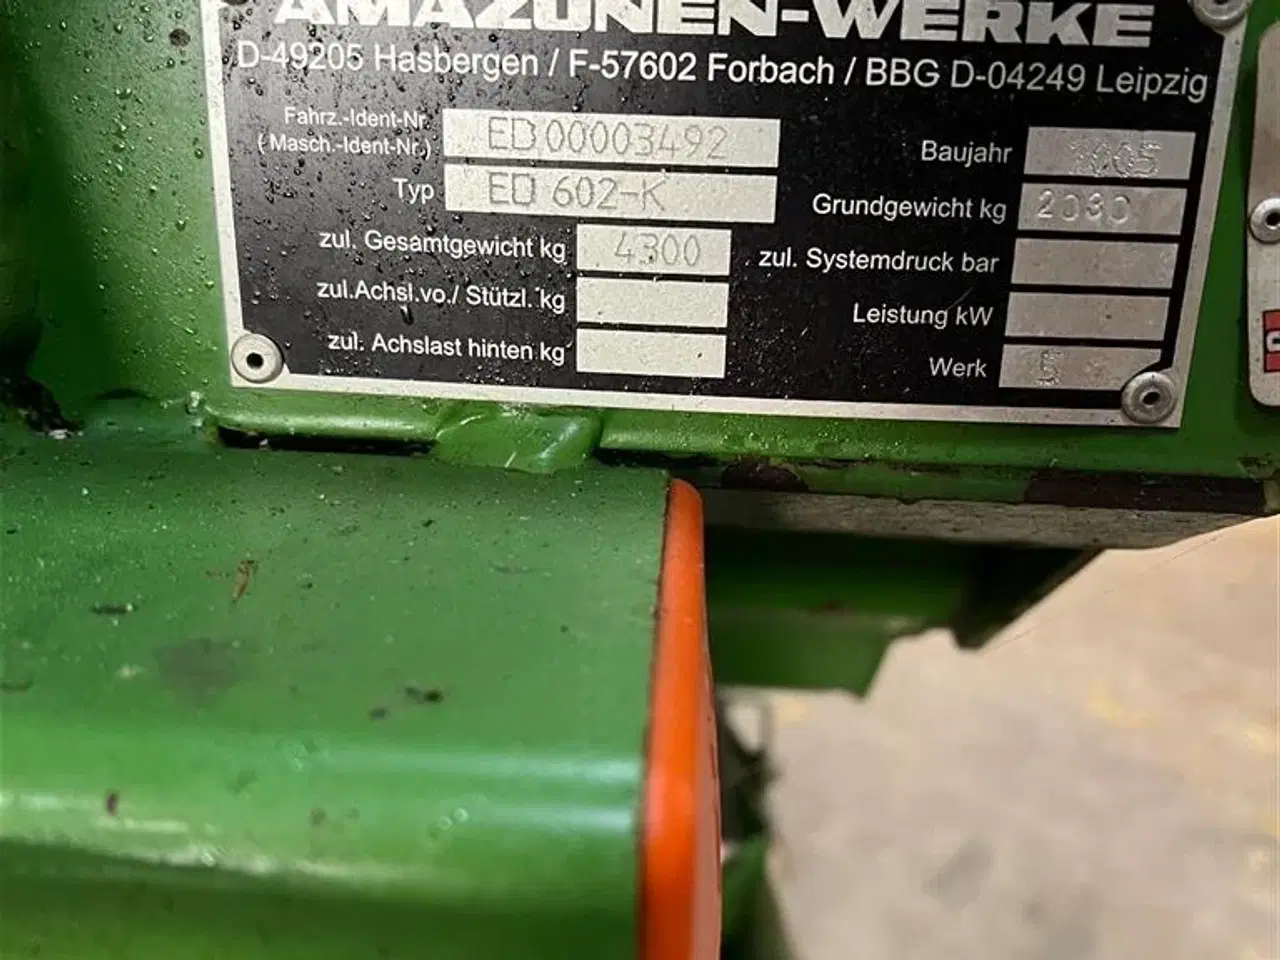 AMAZONEN-WERKE
D-49205 Hasbergen / F-57602 Forbach / BBG D-04249 Leipzig
Fahrz.-Ident-Nr.
( Masch.-Ident-Nr.) ED00003492
Typ ED 602-K
zul. Gesamtgewicht kg 4300
zul.Achsl.vo./ Stützl. kg
zul. Achslast hinten kg
Baujahr
Grundgewicht kg 2030
zul. Systemdruck bar
Leistung kW
Werk 5